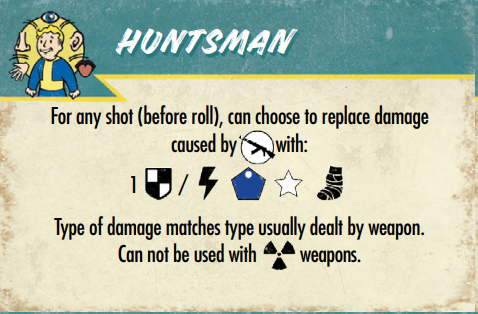 HUNTSMAN
For any shot (before roll), can choose to replace damage
caused by with:
1 /
Type of damage matches type usually dealt by weapon.
Can not be used with weapons.